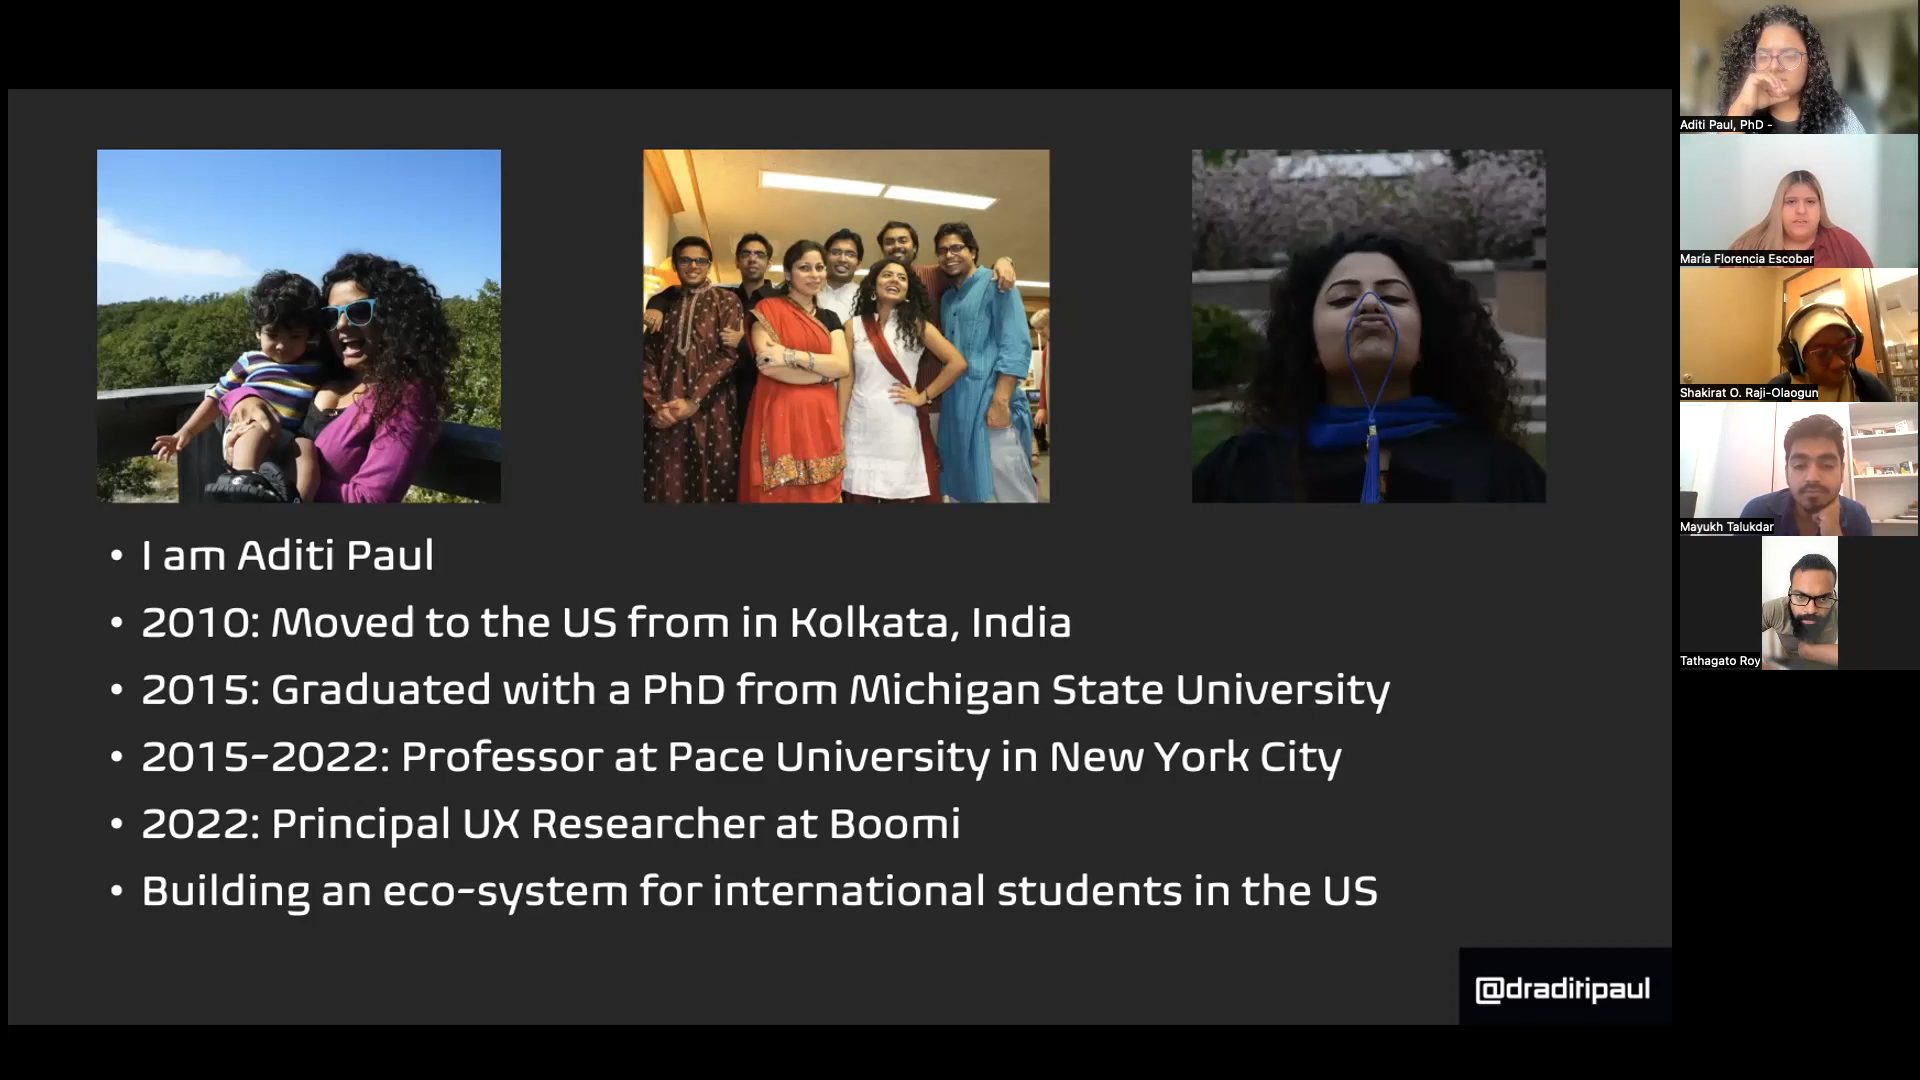 • I am Aditi Paul
• 2010: Moved to the US from in Kolkata, India
• 2015: Graduated with a PhD from Michigan State University
• 2015-2022: Professor at Pace University in New York City
• 2022: Principal UX Researcher at Boomi
• Building an eco-system for international students in the US
@draditipaul
Aditi Paul, PhD -
María Florencia Escobar
Shakirat O. Raji-Olaogun
Mayukh Talukdar
Tathagato Roy